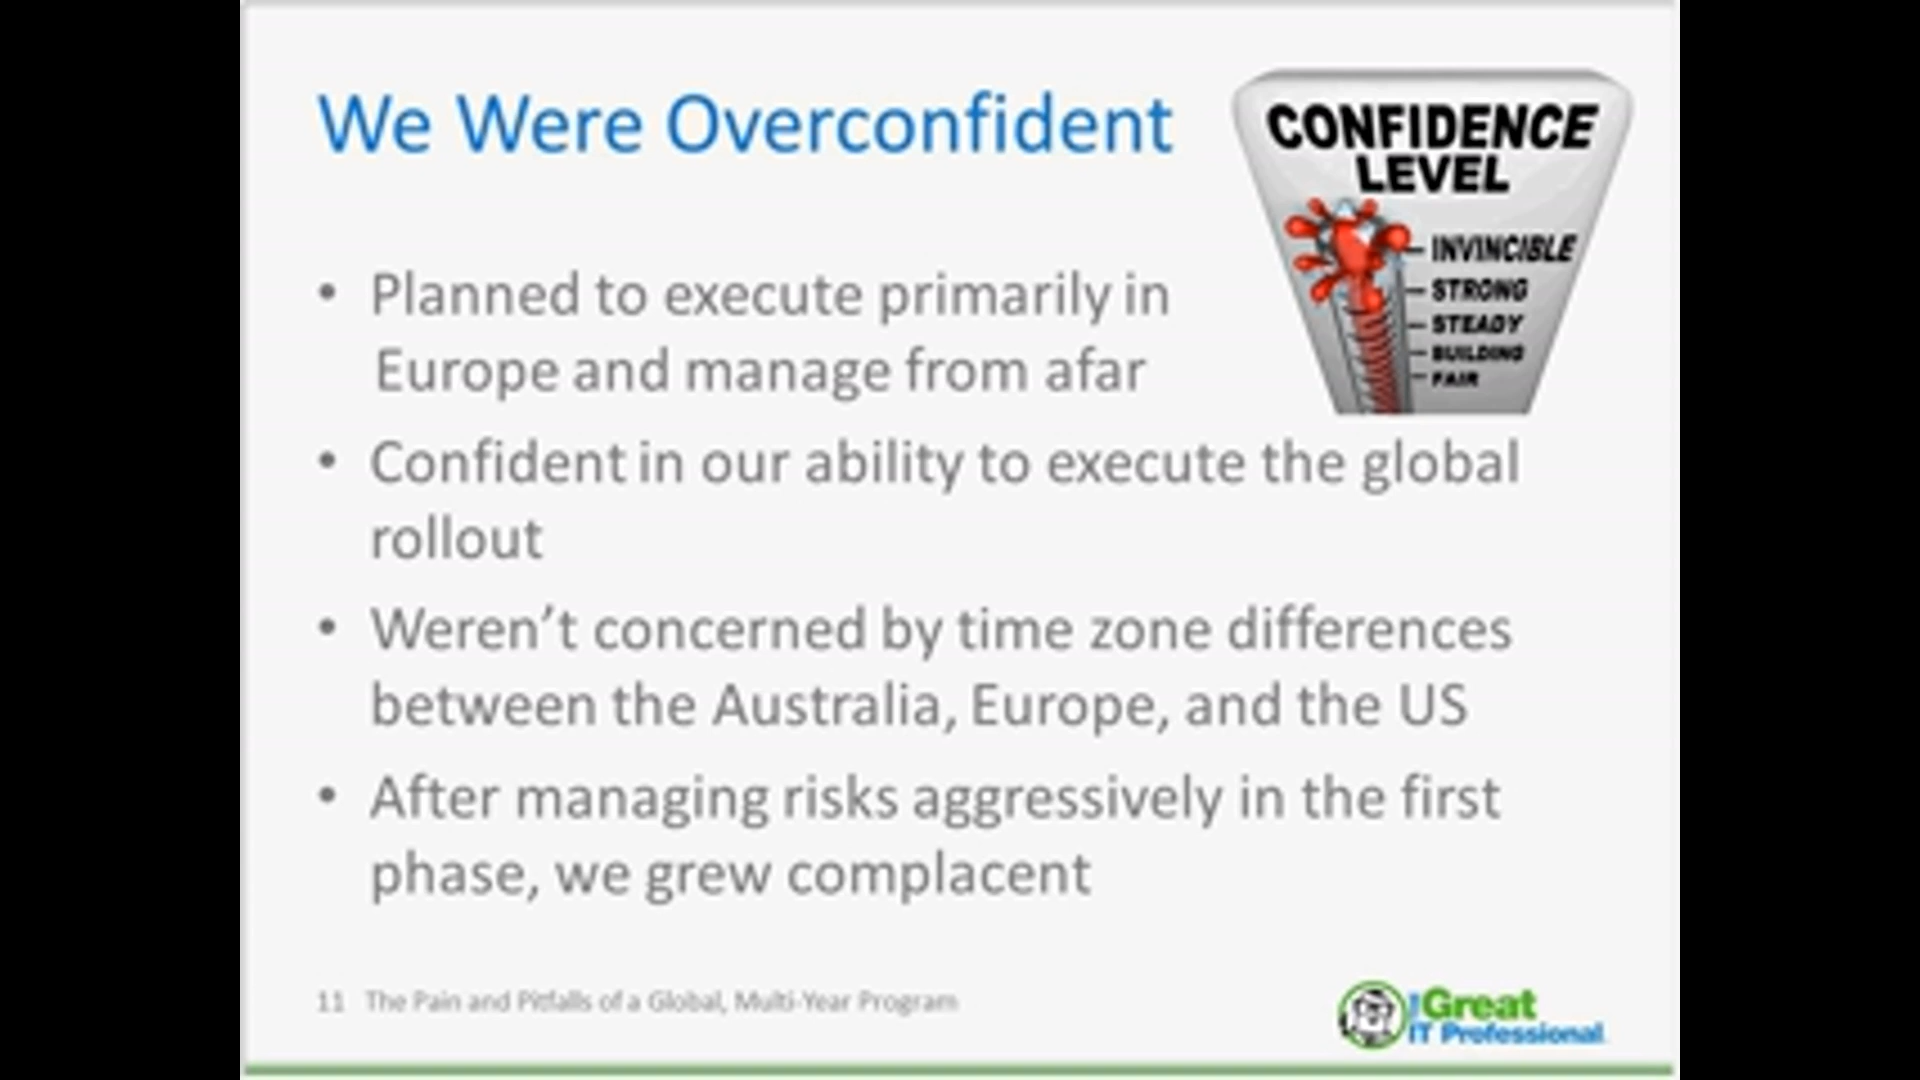 We Were Overconfident
CONFIDENCE
LEVEL
INVINCIBLE
STRONG
STEADY
BUILDING
FAIR
• Planned to execute primarily in
Europe and manage from afar
• Confident in our ability to execute the global
rollout
• Weren’t concerned by time zone differences
between the Australia, Europe, and the US
• After managing risks aggressively in the first
phase, we grew complacent
11 The Pain and Pitfalls of a Global, Multi-Year Program
Great
IT Professional